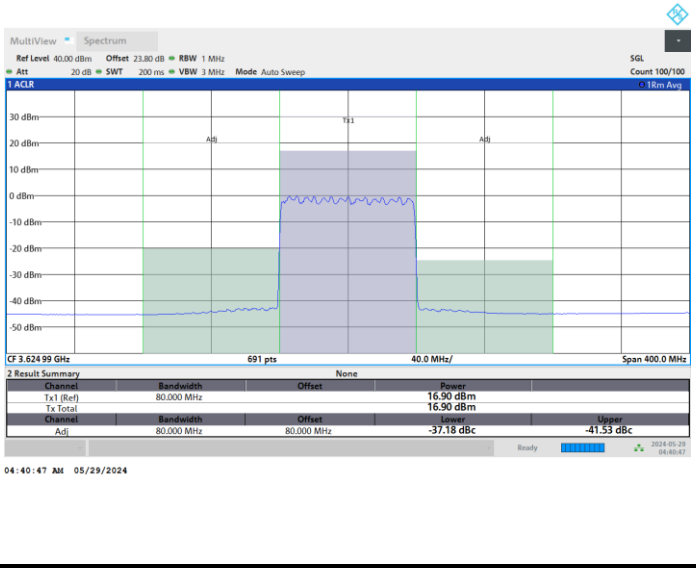 MultiView Spectrum
Ref Level 40.00 dBm Offset 23.80 dB RBW 1 MHz SGL
Att 20 dB SWT 200 ms VBW 3 MHz Mode Auto Sweep Count 100/100
1 ACLR 1Rm Avg
30 dBm
Tx1
20 dBm Adj Adj
10 dBm
0 dBm
-10 dBm
-20 dBm
-30 dBm
-40 dBm
-50 dBm
CF 3.624 99 GHz 691 pts 40.0 MHz/ Span 400.0 MHz
2 Result Summary None
Channel Bandwidth Offset Power
Tx1 (Ref) 80.000 MHz 16.90 dBm
Tx Total 16.90 dBm
Channel Bandwidth Offset Lower Upper
Adj 80.000 MHz 80.000 MHz -37.18 dBc -41.53 dBc
Ready 2024-05-29
04:40:47
04:40:47 AM 05/29/2024